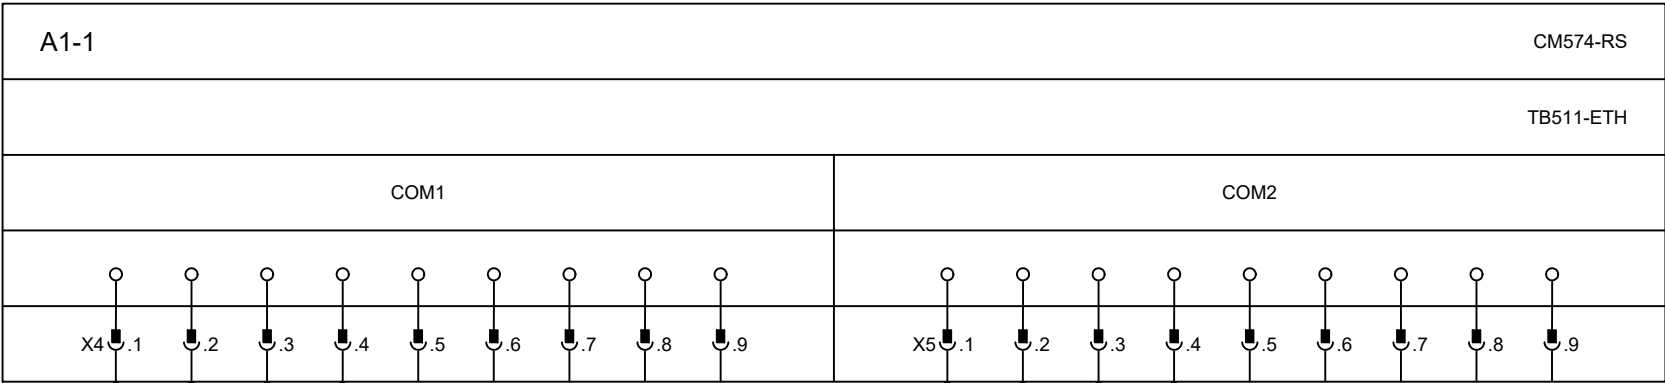 A1-1 CM574-RS
TB511-ETH
COM1 COM2
X4 .1 .2 .3 .4 .5 .6 .7 .8 .9 X5 .1 .2 .3 .4 .5 .6 .7 .8 .9